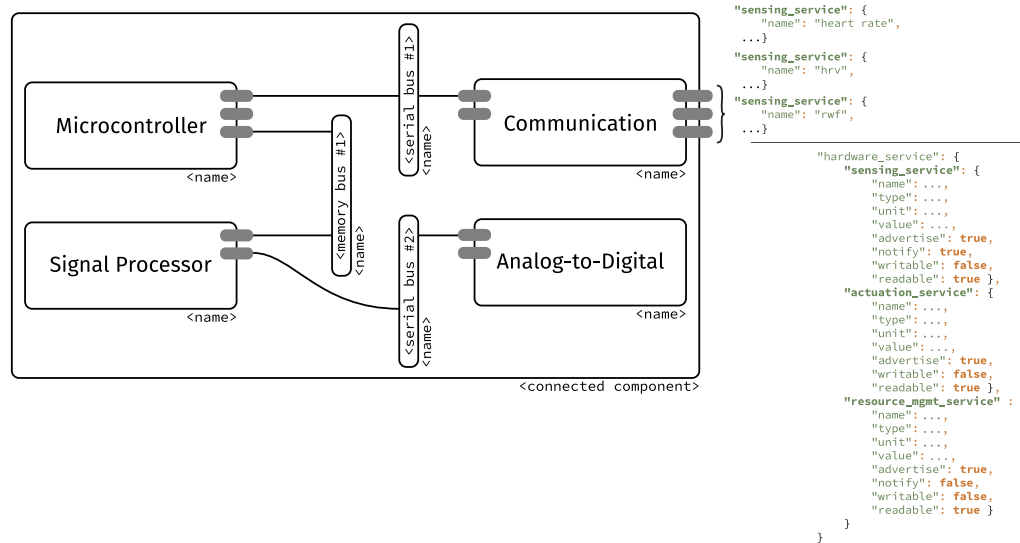 Microcontroller
<name>
Signal Processor
<name>
<memory bus #1>
<name>
<serial bus #1>
<name>
<serial bus #2>
<name>
Communication
<name>
Analog-to-Digital
<name>
<connected component>
"sensing_service": {
"name": "heart rate",
...}
"sensing_service": {
"name": "hrv",
...}
"sensing_service": {
"name": "rwf",
...}
"hardware_service": {
"sensing_service": {
"name": ...,
"type": ...,
"unit": ...,
"value": ...,
"advertise": true,
"notify": true,
"writable": false,
"readable": true },
"actuation_service": {
"name": ...,
"type": ...,
"unit": ...,
"value": ...,
"advertise": true,
"writable": false,
"readable": true },
"resource_mgmt_service" :
"name": ...,
"type": ...,
"unit": ...,
"value": ...,
"advertise": true,
"notify": false,
"writable": false,
"readable": true }
}
}